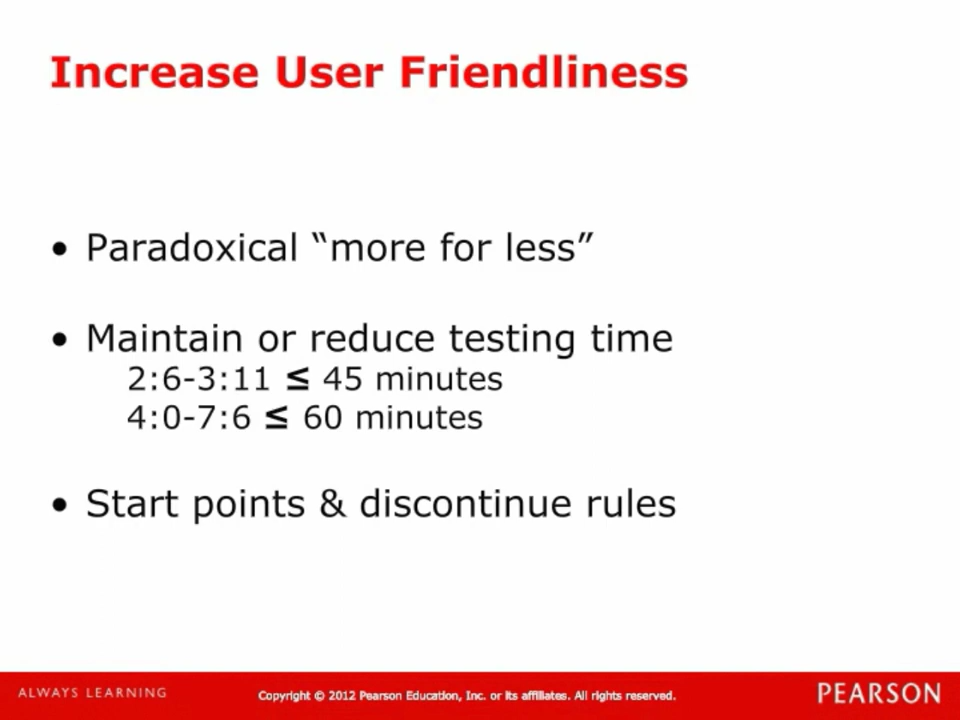 Increase User Friendliness
• Paradoxical “more for less”
• Maintain or reduce testing time
2:6-3:11 ≤ 45 minutes
4:0-7:6 ≤ 60 minutes
• Start points & discontinue rules
ALWAYS LEARNING
Copyright © 2012 Pearson Education, Inc. or its affiliates. All rights reserved.
PEARSON